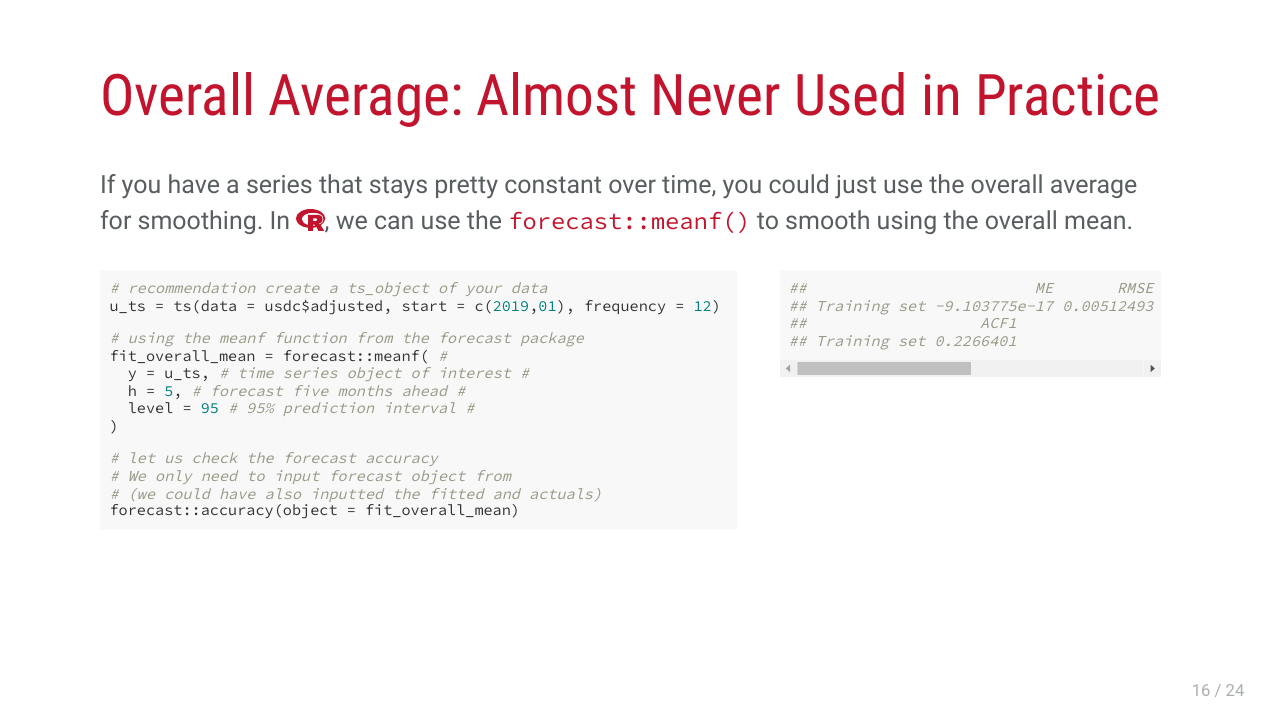 Overall Average: Almost Never Used in Practice
If you have a series that stays pretty constant over time, you could just use the overall average
for smoothing. In R, we can use the forecast::meanf() to smooth using the overall mean.
# recommendation create a ts_object of your data
u_ts = ts(data = usdc$adjusted, start = c(2019,01), frequency = 12)
# using the meanf function from the forecast package
fit_overall_mean = forecast::meanf( #
  y = u_ts, # time series object of interest #
  h = 5, # forecast five months ahead #
  level = 95 # 95% prediction interval #
)
# let us check the forecast accuracy
# We only need to input forecast object from
# (we could have also inputted the fitted and actuals)
forecast::accuracy(object = fit_overall_mean)
##                         ME       RMSE
## Training set -9.103775e-17 0.00512493
##                   ACF1
## Training set 0.2266401
16 / 24